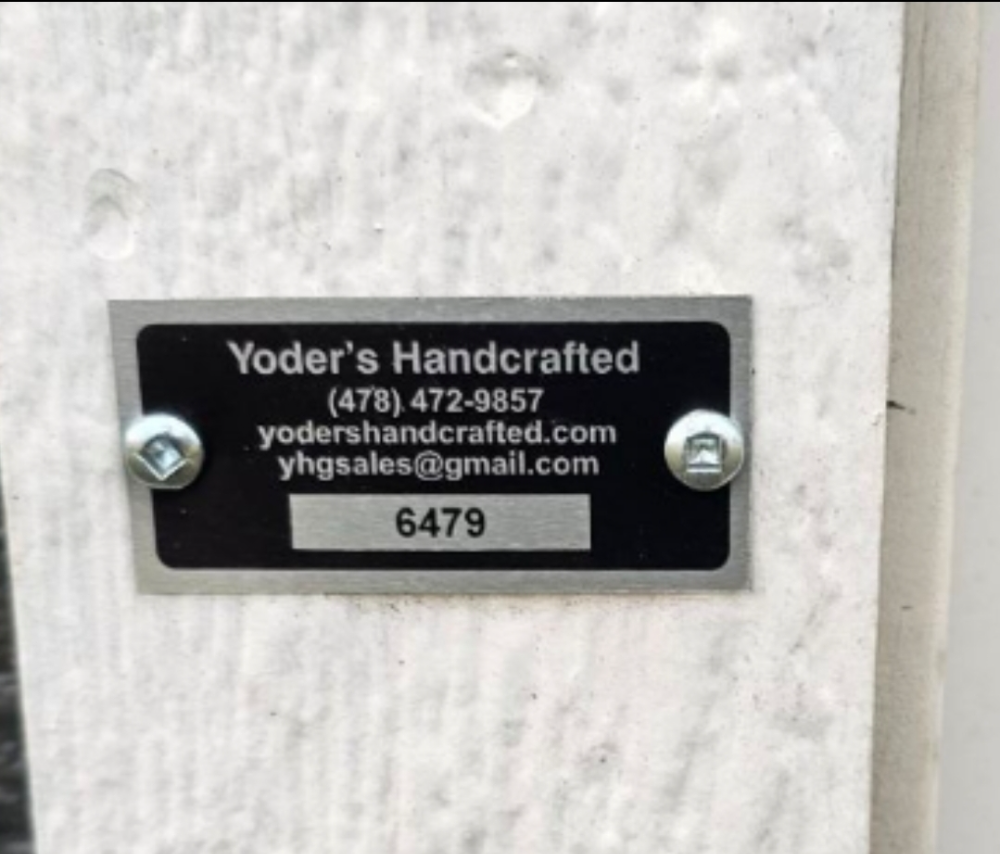 Yoder's Handcrafted
(478) 472-9857
yodershandcrafted.com
yhgsales@gmail.com
6479